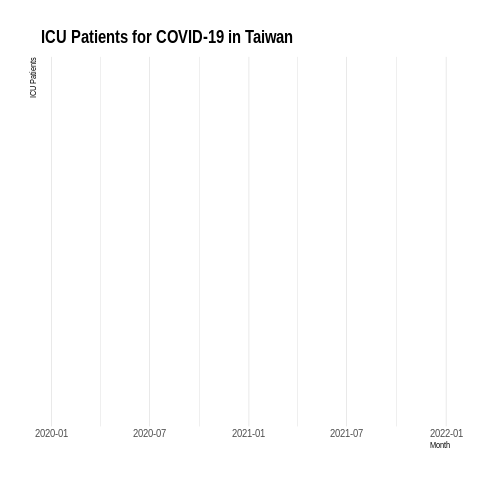 ICU Patients for COVID-19 in Taiwan
ICU Patients
2020-01 2020-07 2021-01 2021-07 2022-01
Month